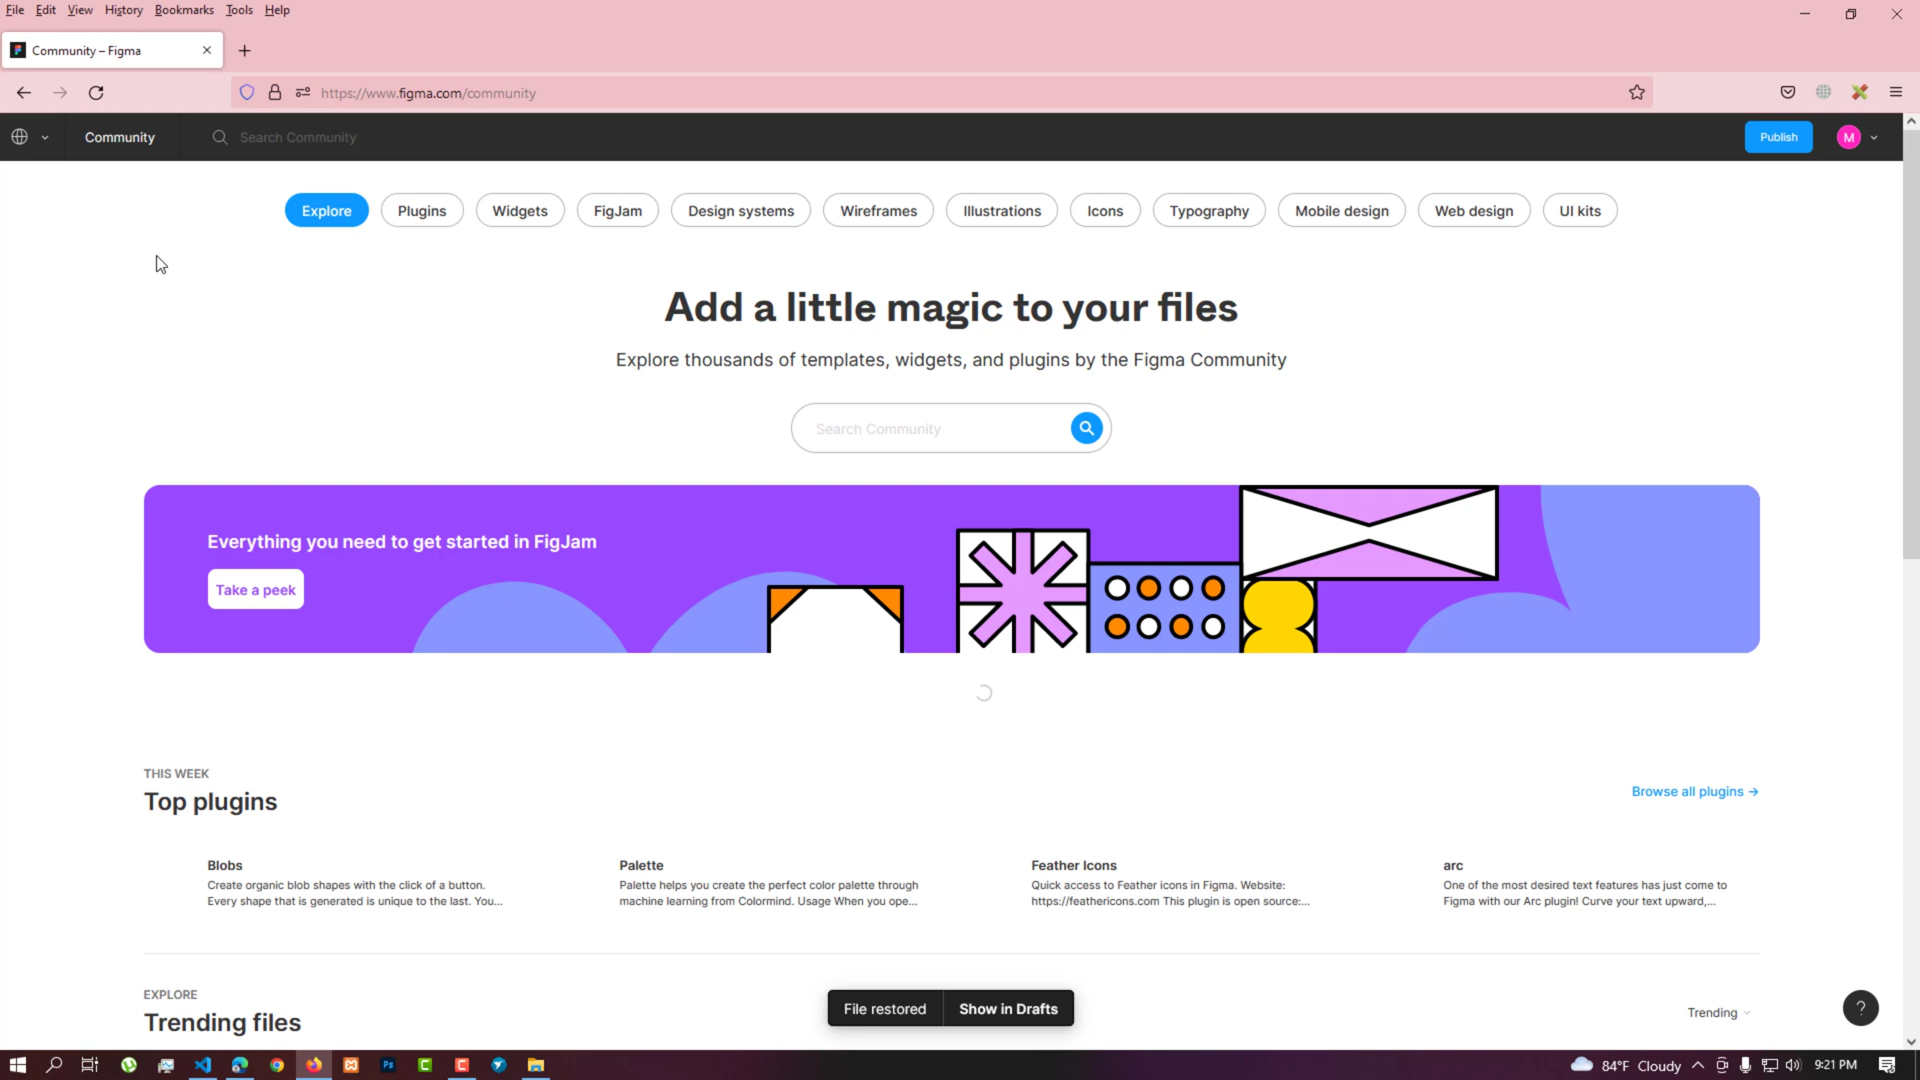 File Edit View History Bookmarks Tools Help
Community – Figma
https://www.figma.com/community
Community
Search Community
Publish
M
Explore
Plugins
Widgets
FigJam
Design systems
Wireframes
Illustrations
Icons
Typography
Mobile design
Web design
UI kits
Add a little magic to your files
Explore thousands of templates, widgets, and plugins by the Figma Community
Search Community
Everything you need to get started in FigJam
Take a peek
THIS WEEK
Top plugins
Browse all plugins →
Blobs
Create organic blob shapes with the click of a button.
Every shape that is generated is unique to the last. You...
Palette
Palette helps you create the perfect color palette through
machine learning from Colormind. Usage When you ope...
Feather Icons
Quick access to Feather icons in Figma. Website:
https://feathericons.com This plugin is open source:...
arc
One of the most desired text features has just come to
Figma with our Arc plugin! Curve your text upward,...
EXPLORE
Trending files
File restored
Show in Drafts
Trending
?
Ps
84°F Cloudy
9:21 PM